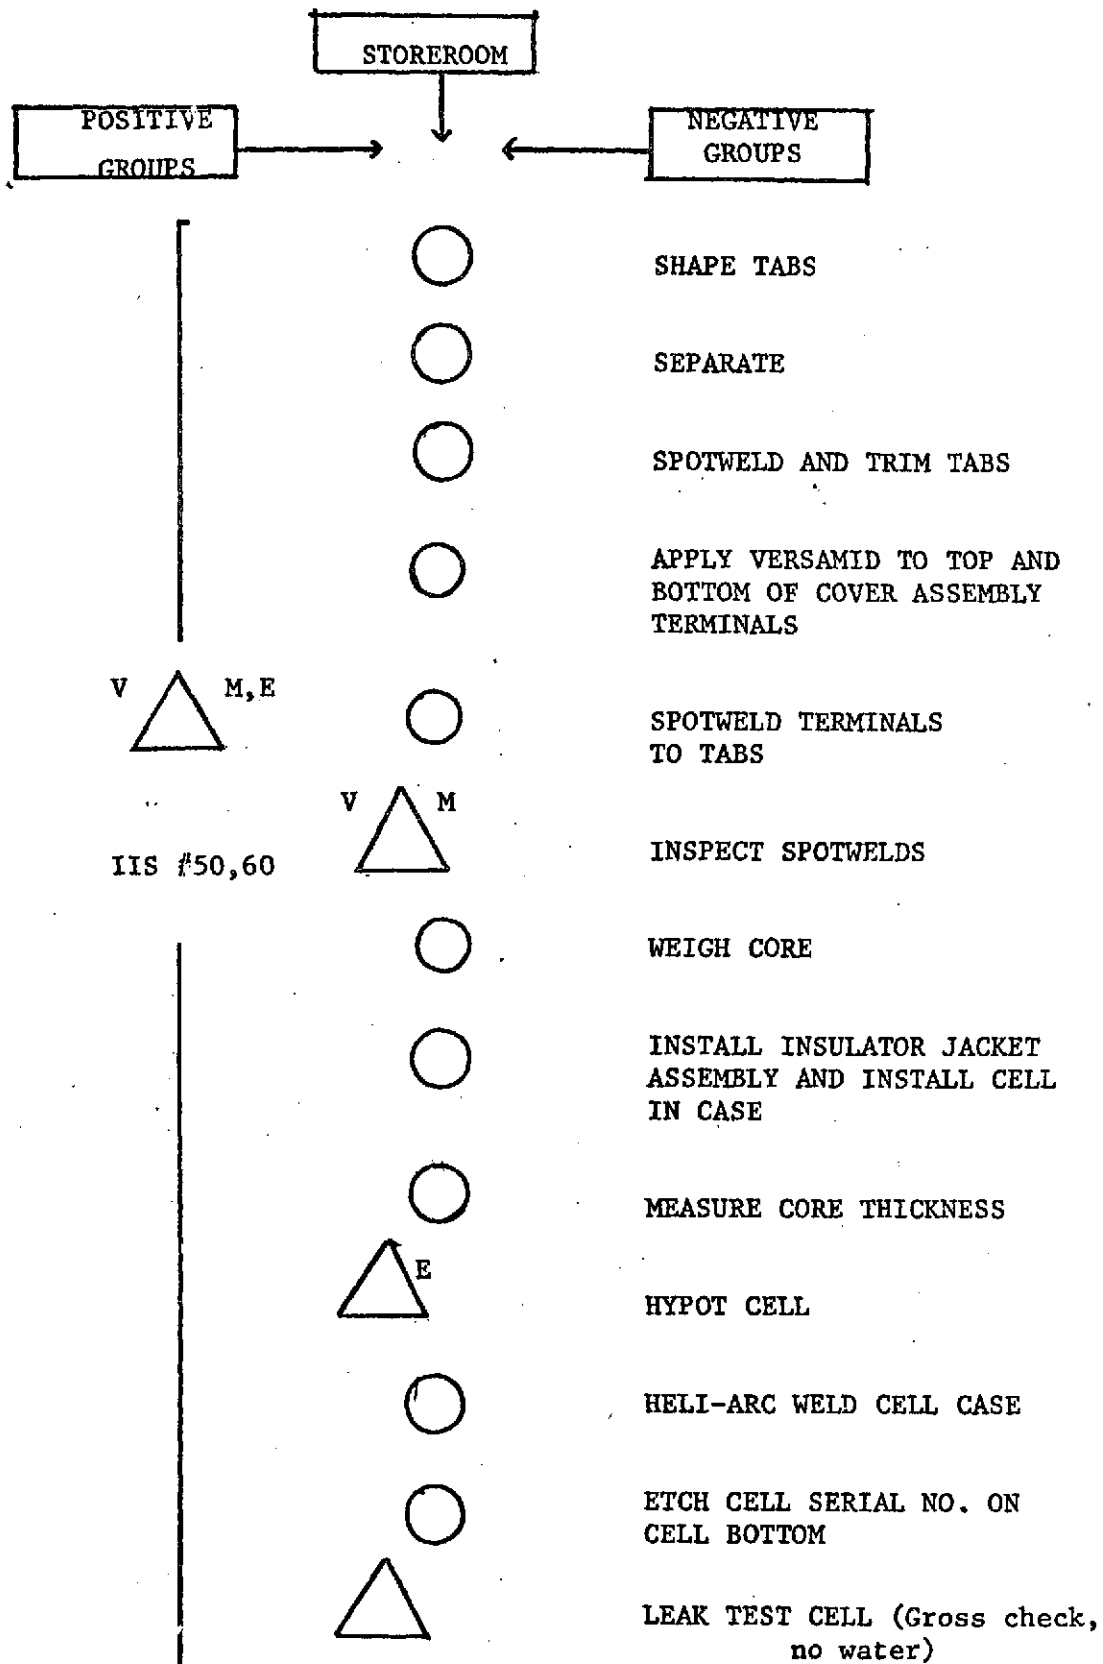 STOREROOM
POSITIVE
GROUPS
NEGATIVE
GROUPS
SHAPE TABS
SEPARATE
SPOTWELD AND TRIM TABS
APPLY VERSAMID TO TOP AND
BOTTOM OF COVER ASSEMBLY
TERMINALS
V M,E
SPOTWELD TERMINALS
TO TABS
V M
IIS #50,60
INSPECT SPOTWELDS
WEIGH CORE
INSTALL INSULATOR JACKET
ASSEMBLY AND INSTALL CELL
IN CASE
MEASURE CORE THICKNESS
E
HYPOT CELL
HELI-ARC WELD CELL CASE
ETCH CELL SERIAL NO. ON
CELL BOTTOM
LEAK TEST CELL (Gross check,
no water)